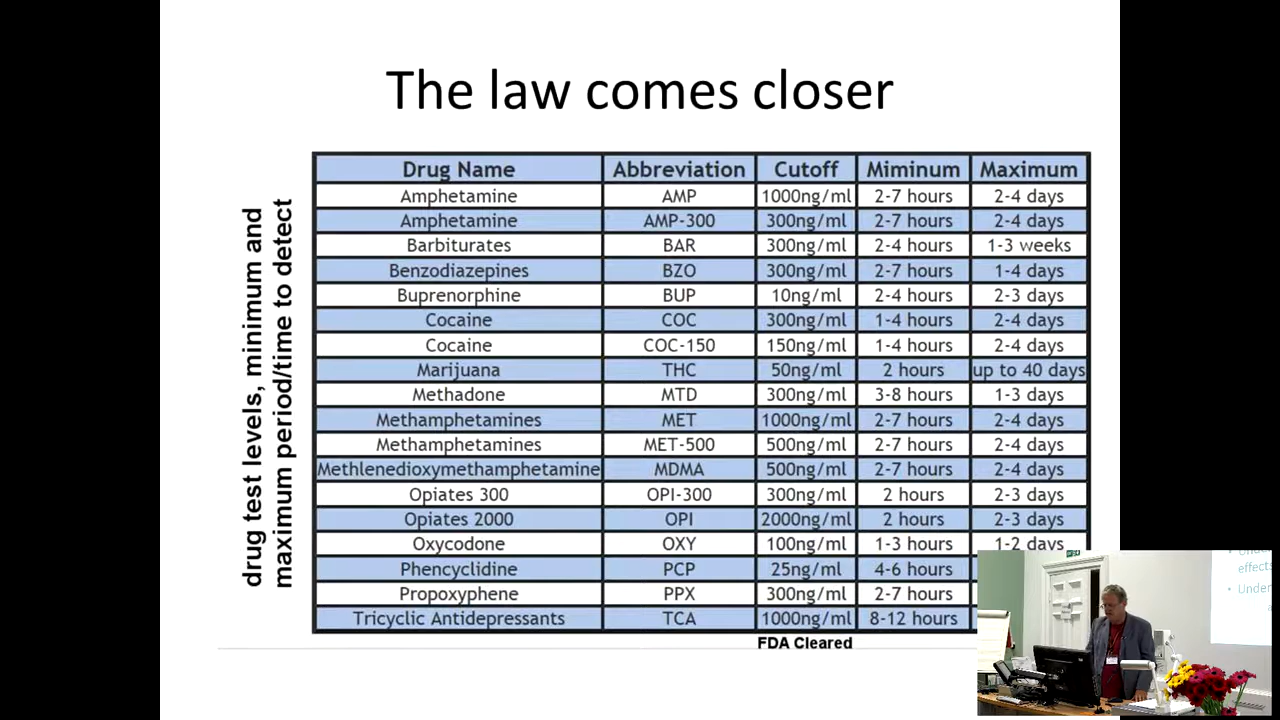 The law comes closer
drug test levels, minimum and
maximum period/time to detect
Drug Name Abbreviation Cutoff Miminum Maximum
Amphetamine AMP 1000ng/ml 2-7 hours 2-4 days
Amphetamine AMP-300 300ng/ml 2-7 hours 2-4 days
Barbiturates BAR 300ng/ml 2-4 hours 1-3 weeks
Benzodiazepines BZO 300ng/ml 2-7 hours 1-4 days
Buprenorphine BUP 10ng/ml 2-4 hours 2-3 days
Cocaine COC 300ng/ml 1-4 hours 2-4 days
Cocaine COC-150 150ng/ml 1-4 hours 2-4 days
Marijuana THC 50ng/ml 2 hours up to 40 days
Methadone MTD 300ng/ml 3-8 hours 1-3 days
Methamphetamines MET 1000ng/ml 2-7 hours 2-4 days
Methamphetamines MET-500 500ng/ml 2-7 hours 2-4 days
Methlenedioxymethamphetamine MDMA 500ng/ml 2-7 hours 2-4 days
Opiates 300 OPI-300 300ng/ml 2 hours 2-3 days
Opiates 2000 OPI 2000ng/ml 2 hours 2-3 days
Oxycodone OXY 100ng/ml 1-3 hours 1-2 days
Phencyclidine PCP 25ng/ml 4-6 hours
Propoxyphene PPX 300ng/ml 2-7 hours
Tricyclic Antidepressants TCA 1000ng/ml 8-12 hours
FDA Cleared
effects
• Under